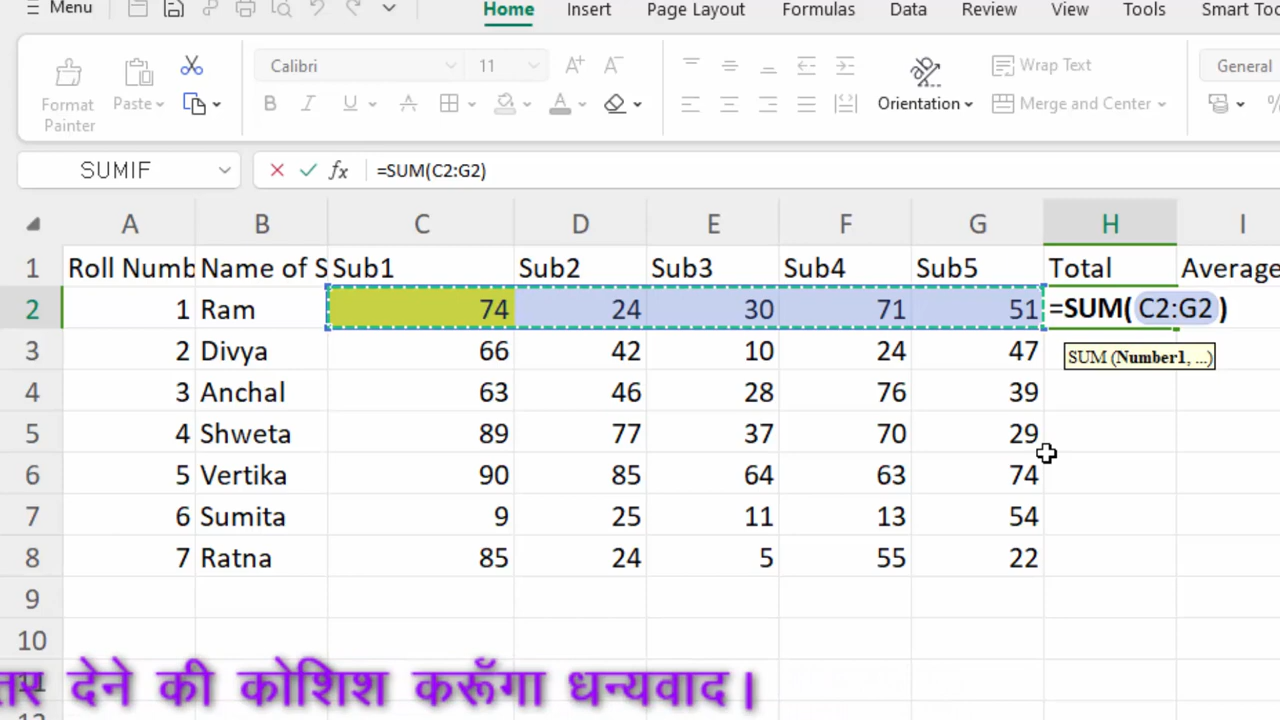 Menu Home Insert Page Layout Formulas Data Review View Tools
Calibri 11 A+ A- Wrap Text General
Format Painter Paste B I U A A Orientation Merge and Center
SUMIF fx =SUM(C2:G2)
A B C D E F G H I
1 Roll Numb Name of S Sub1 Sub2 Sub3 Sub4 Sub5 Total Average
2 1 Ram 74 24 30 71 51 =SUM( C2:G2 )
SUM (Number1, ...)
3 2 Divya 66 42 10 24 47
4 3 Anchal 63 46 28 76 39
5 4 Shweta 89 77 37 70 29
6 5 Vertika 90 85 64 63 74
7 6 Sumita 9 25 11 13 54
8 7 Ratna 85 24 5 55 22
9
10
11
देने की कोशिश करूँगा धन्यवाद।